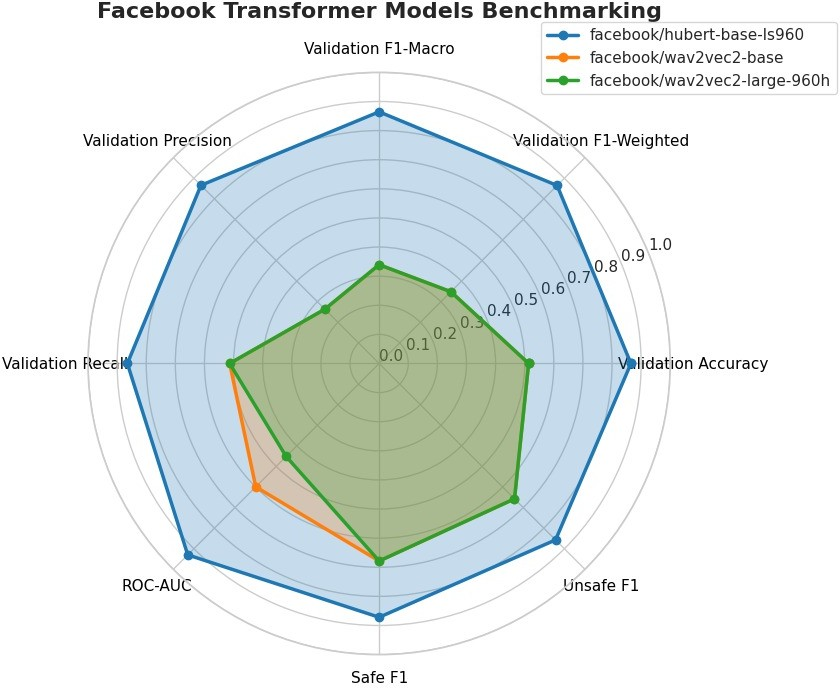 Facebook Transformer Models Benchmarking
facebook/hubert-base-ls960
facebook/wav2vec2-base
facebook/wav2vec2-large-960h
Validation F1-Macro
Validation Precision
Validation F1-Weighted
1.0
0.9
0.8
0.7
0.6
0.5
0.4
0.3
0.2
0.1
0.0
Validation Recall
Validation Accuracy
ROC-AUC
Unsafe F1
Safe F1